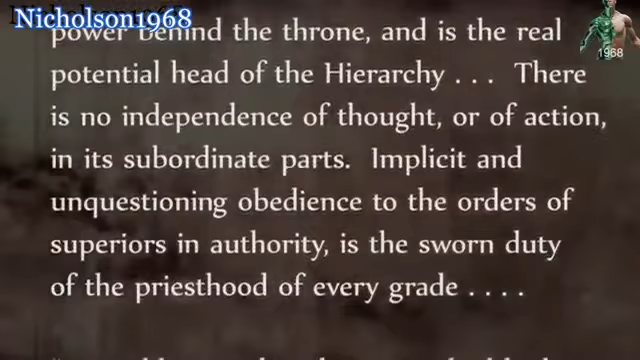 Nicholson1968
power behind the throne, and is the real
potential head of the Hierarchy . . .  There
is no independence of thought, or of action,
in its subordinate parts.  Implicit and
unquestioning obedience to the orders of
superiors in authority, is the sworn duty
of the priesthood of every grade . . . .
1968